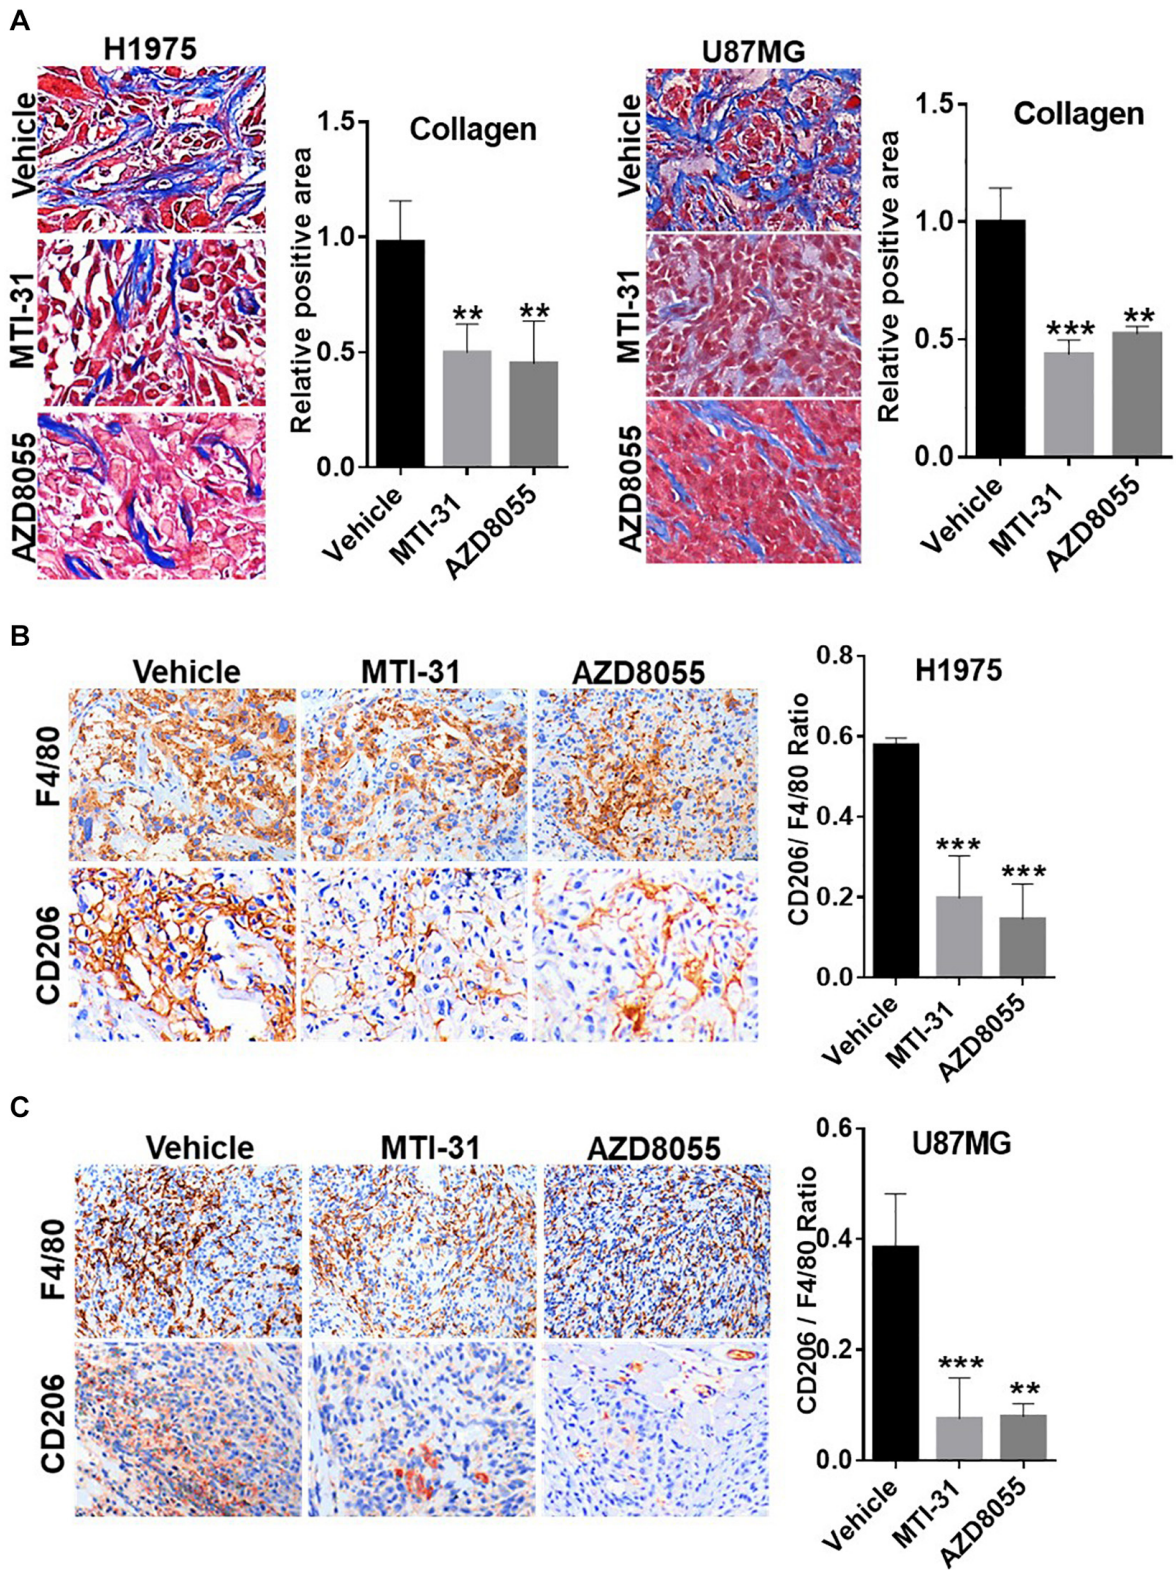 A
H1975
Vehicle
MTI-31
AZD8055
Collagen
Relative positive area
1.5
1.0
0.5
0.0
**
**
Vehicle
MTI-31
AZD8055
U87MG
Vehicle
MTI-31
AZD8055
Collagen
Relative positive area
1.5
1.0
0.5
0.0
***
**
Vehicle
MTI-31
AZD8055
B
Vehicle MTI-31 AZD8055
F4/80
CD206
H1975
CD206/ F4/80 Ratio
0.8
0.6
0.4
0.2
0.0
***
***
Vehicle
MTI-31
AZD8055
C
Vehicle MTI-31 AZD8055
F4/80
CD206
U87MG
CD206 / F4/80 Ratio
0.6
0.4
0.2
0.0
***
**
Vehicle
MTI-31
AZD8055